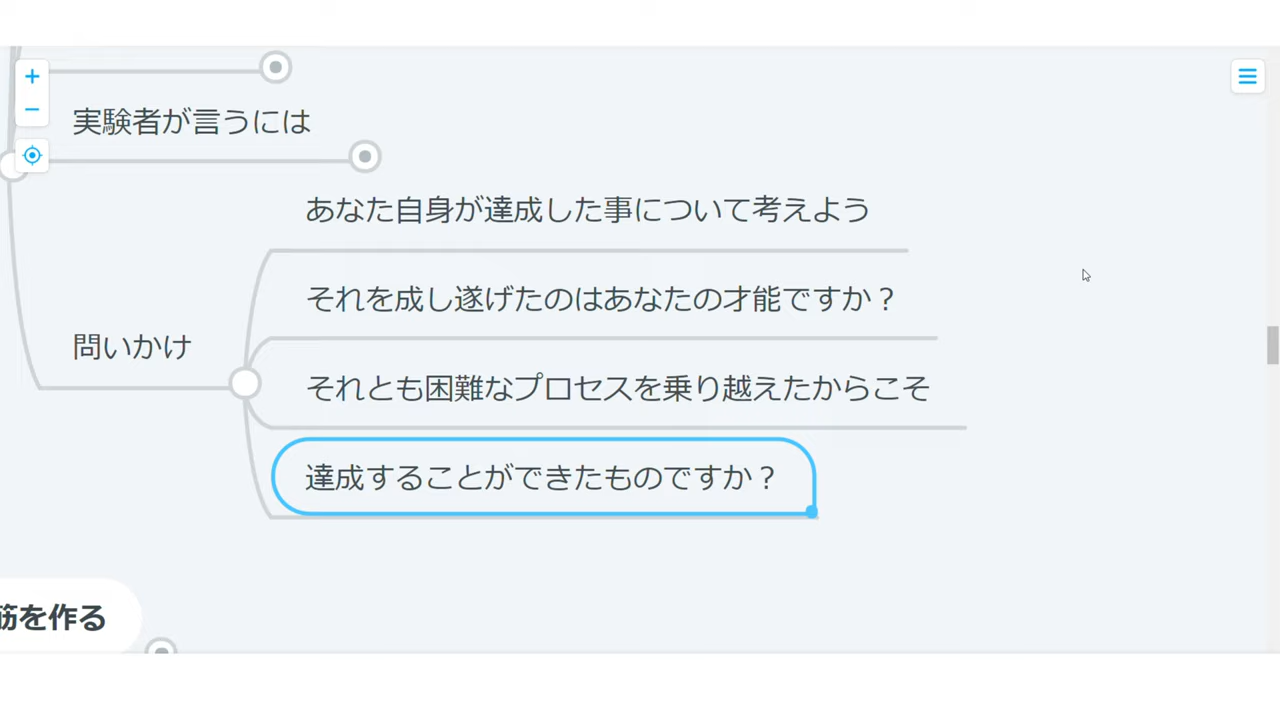 実験者が言うには
あなた自身が達成した事について考えよう
それを成し遂げたのはあなたの才能ですか？
問いかけ
それとも困難なプロセスを乗り越えたからこそ
達成することができたものですか？
筋を作る